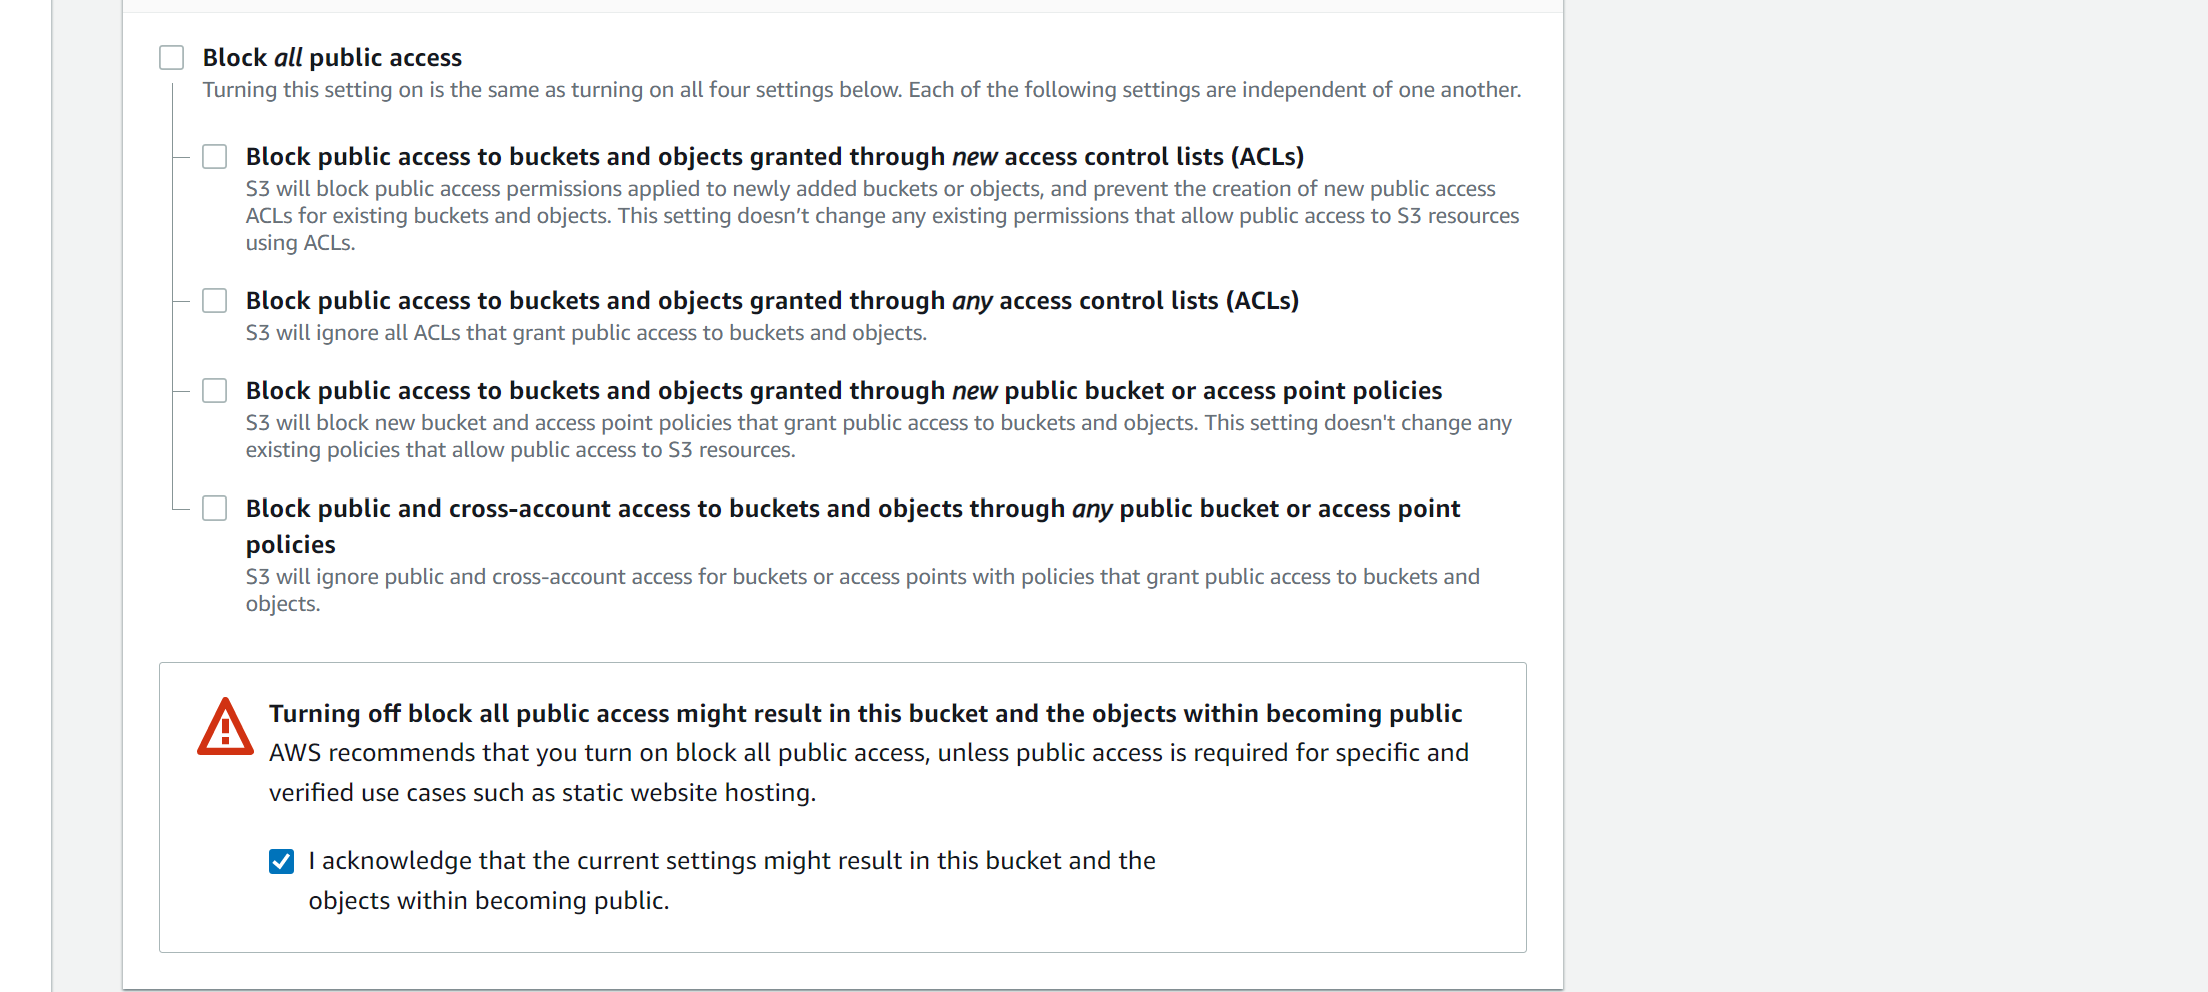 Block all public access
Turning this setting on is the same as turning on all four settings below. Each of the following settings are independent of one another.
Block public access to buckets and objects granted through new access control lists (ACLs)
S3 will block public access permissions applied to newly added buckets or objects, and prevent the creation of new public access
ACLs for existing buckets and objects. This setting doesn’t change any existing permissions that allow public access to S3 resources
using ACLs.
Block public access to buckets and objects granted through any access control lists (ACLs)
S3 will ignore all ACLs that grant public access to buckets and objects.
Block public access to buckets and objects granted through new public bucket or access point policies
S3 will block new bucket and access point policies that grant public access to buckets and objects. This setting doesn't change any
existing policies that allow public access to S3 resources.
Block public and cross-account access to buckets and objects through any public bucket or access point
policies
S3 will ignore public and cross-account access for buckets or access points with policies that grant public access to buckets and
objects.
Turning off block all public access might result in this bucket and the objects within becoming public
AWS recommends that you turn on block all public access, unless public access is required for specific and
verified use cases such as static website hosting.
I acknowledge that the current settings might result in this bucket and the
objects within becoming public.